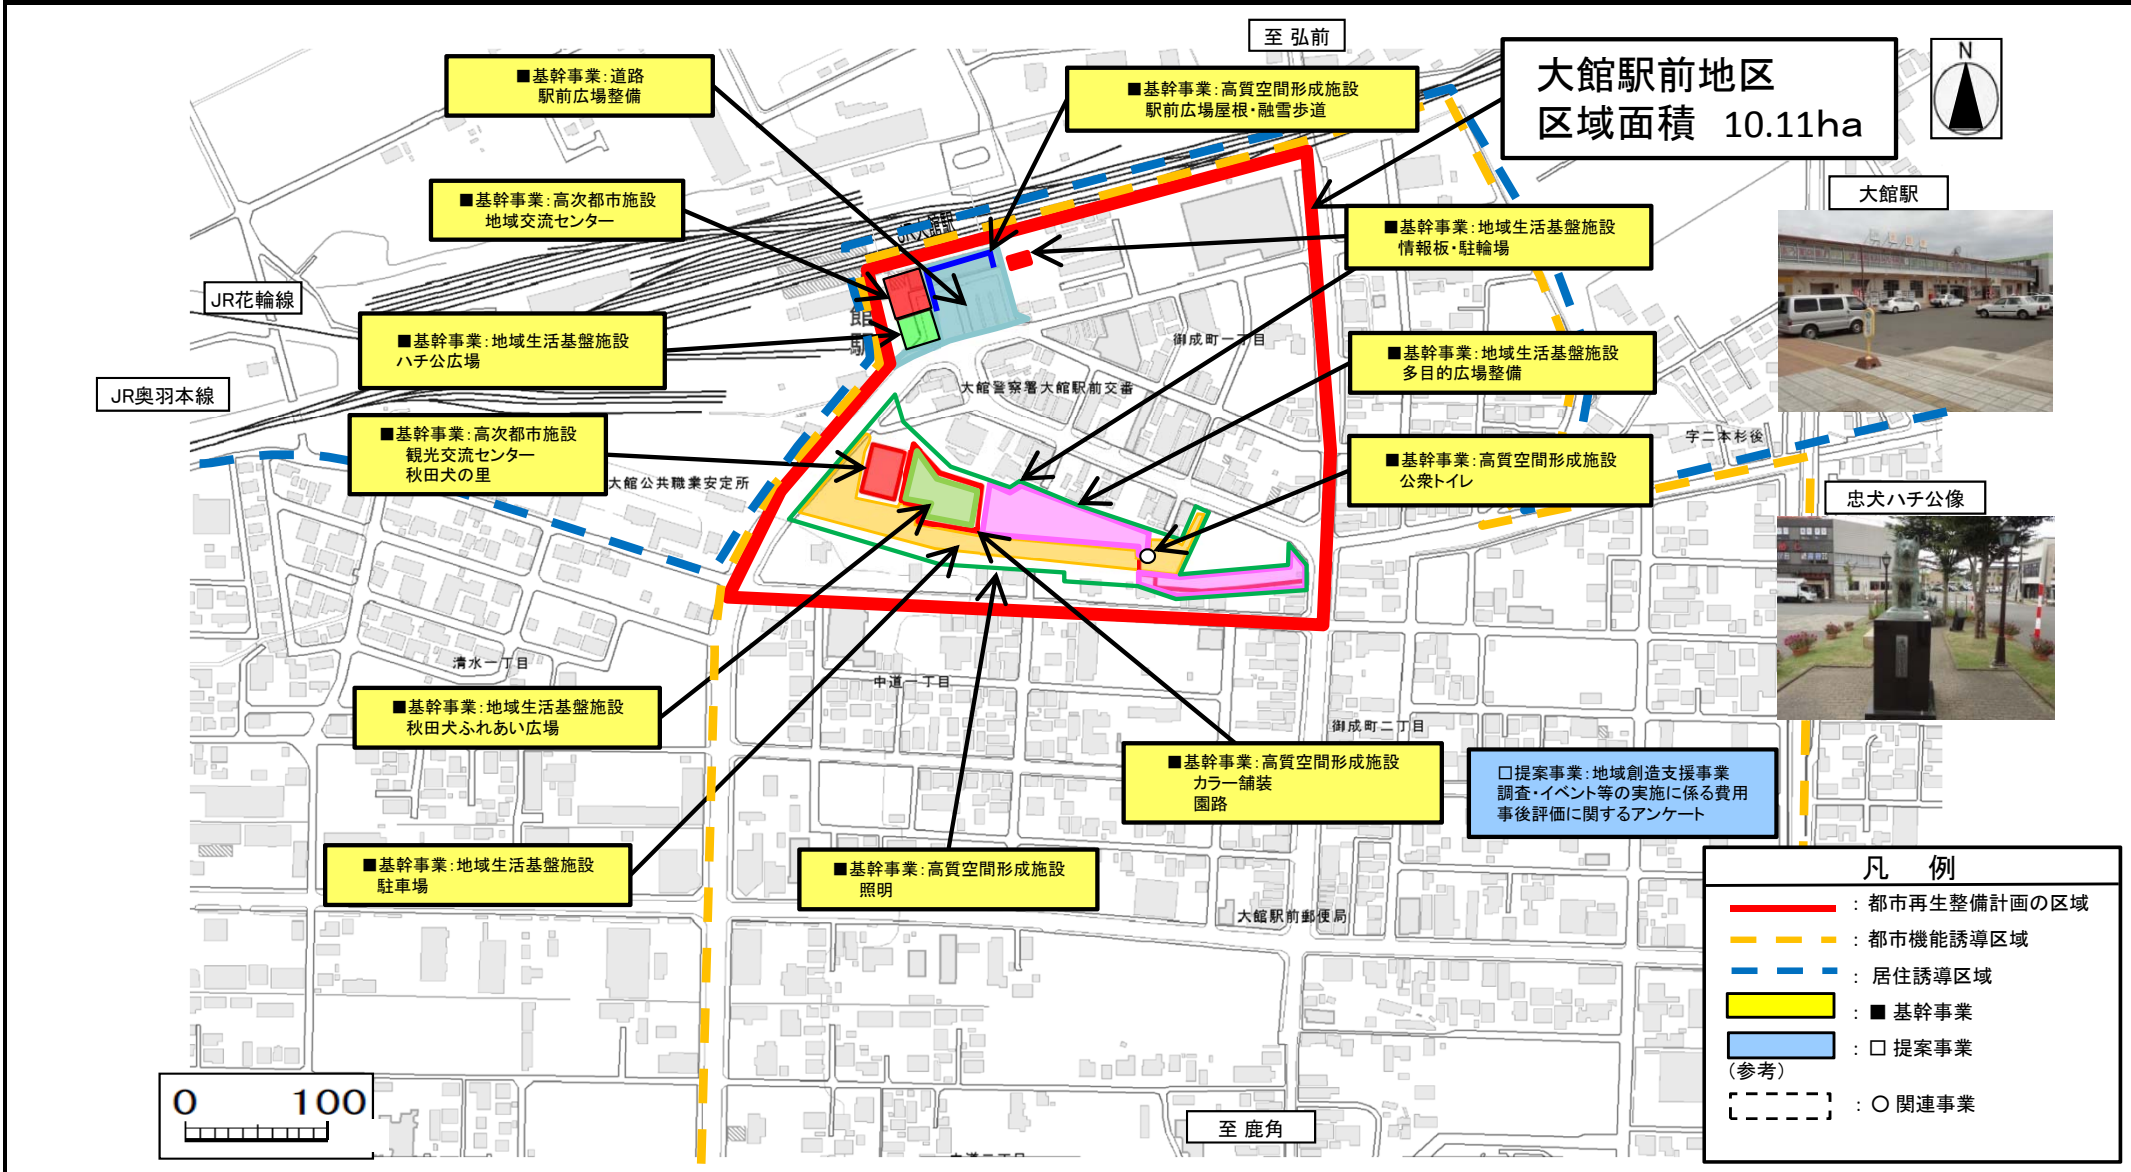 至 弘前
大館駅前地区
区域面積 10.11ha
N
■基幹事業:道路
駅前広場整備
■基幹事業:高質空間形成施設
駅前広場屋根・融雪歩道
大館駅
■基幹事業:高次都市施設
地域交流センター
JR大館駅
■基幹事業:地域生活基盤施設
情報板・駐輪場
JR花輪線
館
駅
■基幹事業:地域生活基盤施設
ハチ公広場
御成町一丁目
■基幹事業:地域生活基盤施設
多目的広場整備
JR奥羽本線
大館警察署大館駅前交番
■基幹事業:高次都市施設
観光交流センター
秋田犬の里
字二本杉後
■基幹事業:高質空間形成施設
公衆トイレ
大館公共職業安定所
忠犬ハチ公像
清水一丁目
中道一丁目
■基幹事業:地域生活基盤施設
秋田犬ふれあい広場
御成町二丁目
■基幹事業:高質空間形成施設
カラー舗装
園路
□提案事業:地域創造支援事業
調査・イベント等の実施に係る費用
事後評価に関するアンケート
■基幹事業:地域生活基盤施設
駐車場
■基幹事業:高質空間形成施設
照明
大館駅前郵便局
凡 例
:都市再生整備計画の区域
:都市機能誘導区域
:居住誘導区域
:■ 基幹事業
:□ 提案事業
(参考)
:○ 関連事業
0 100
至 鹿角